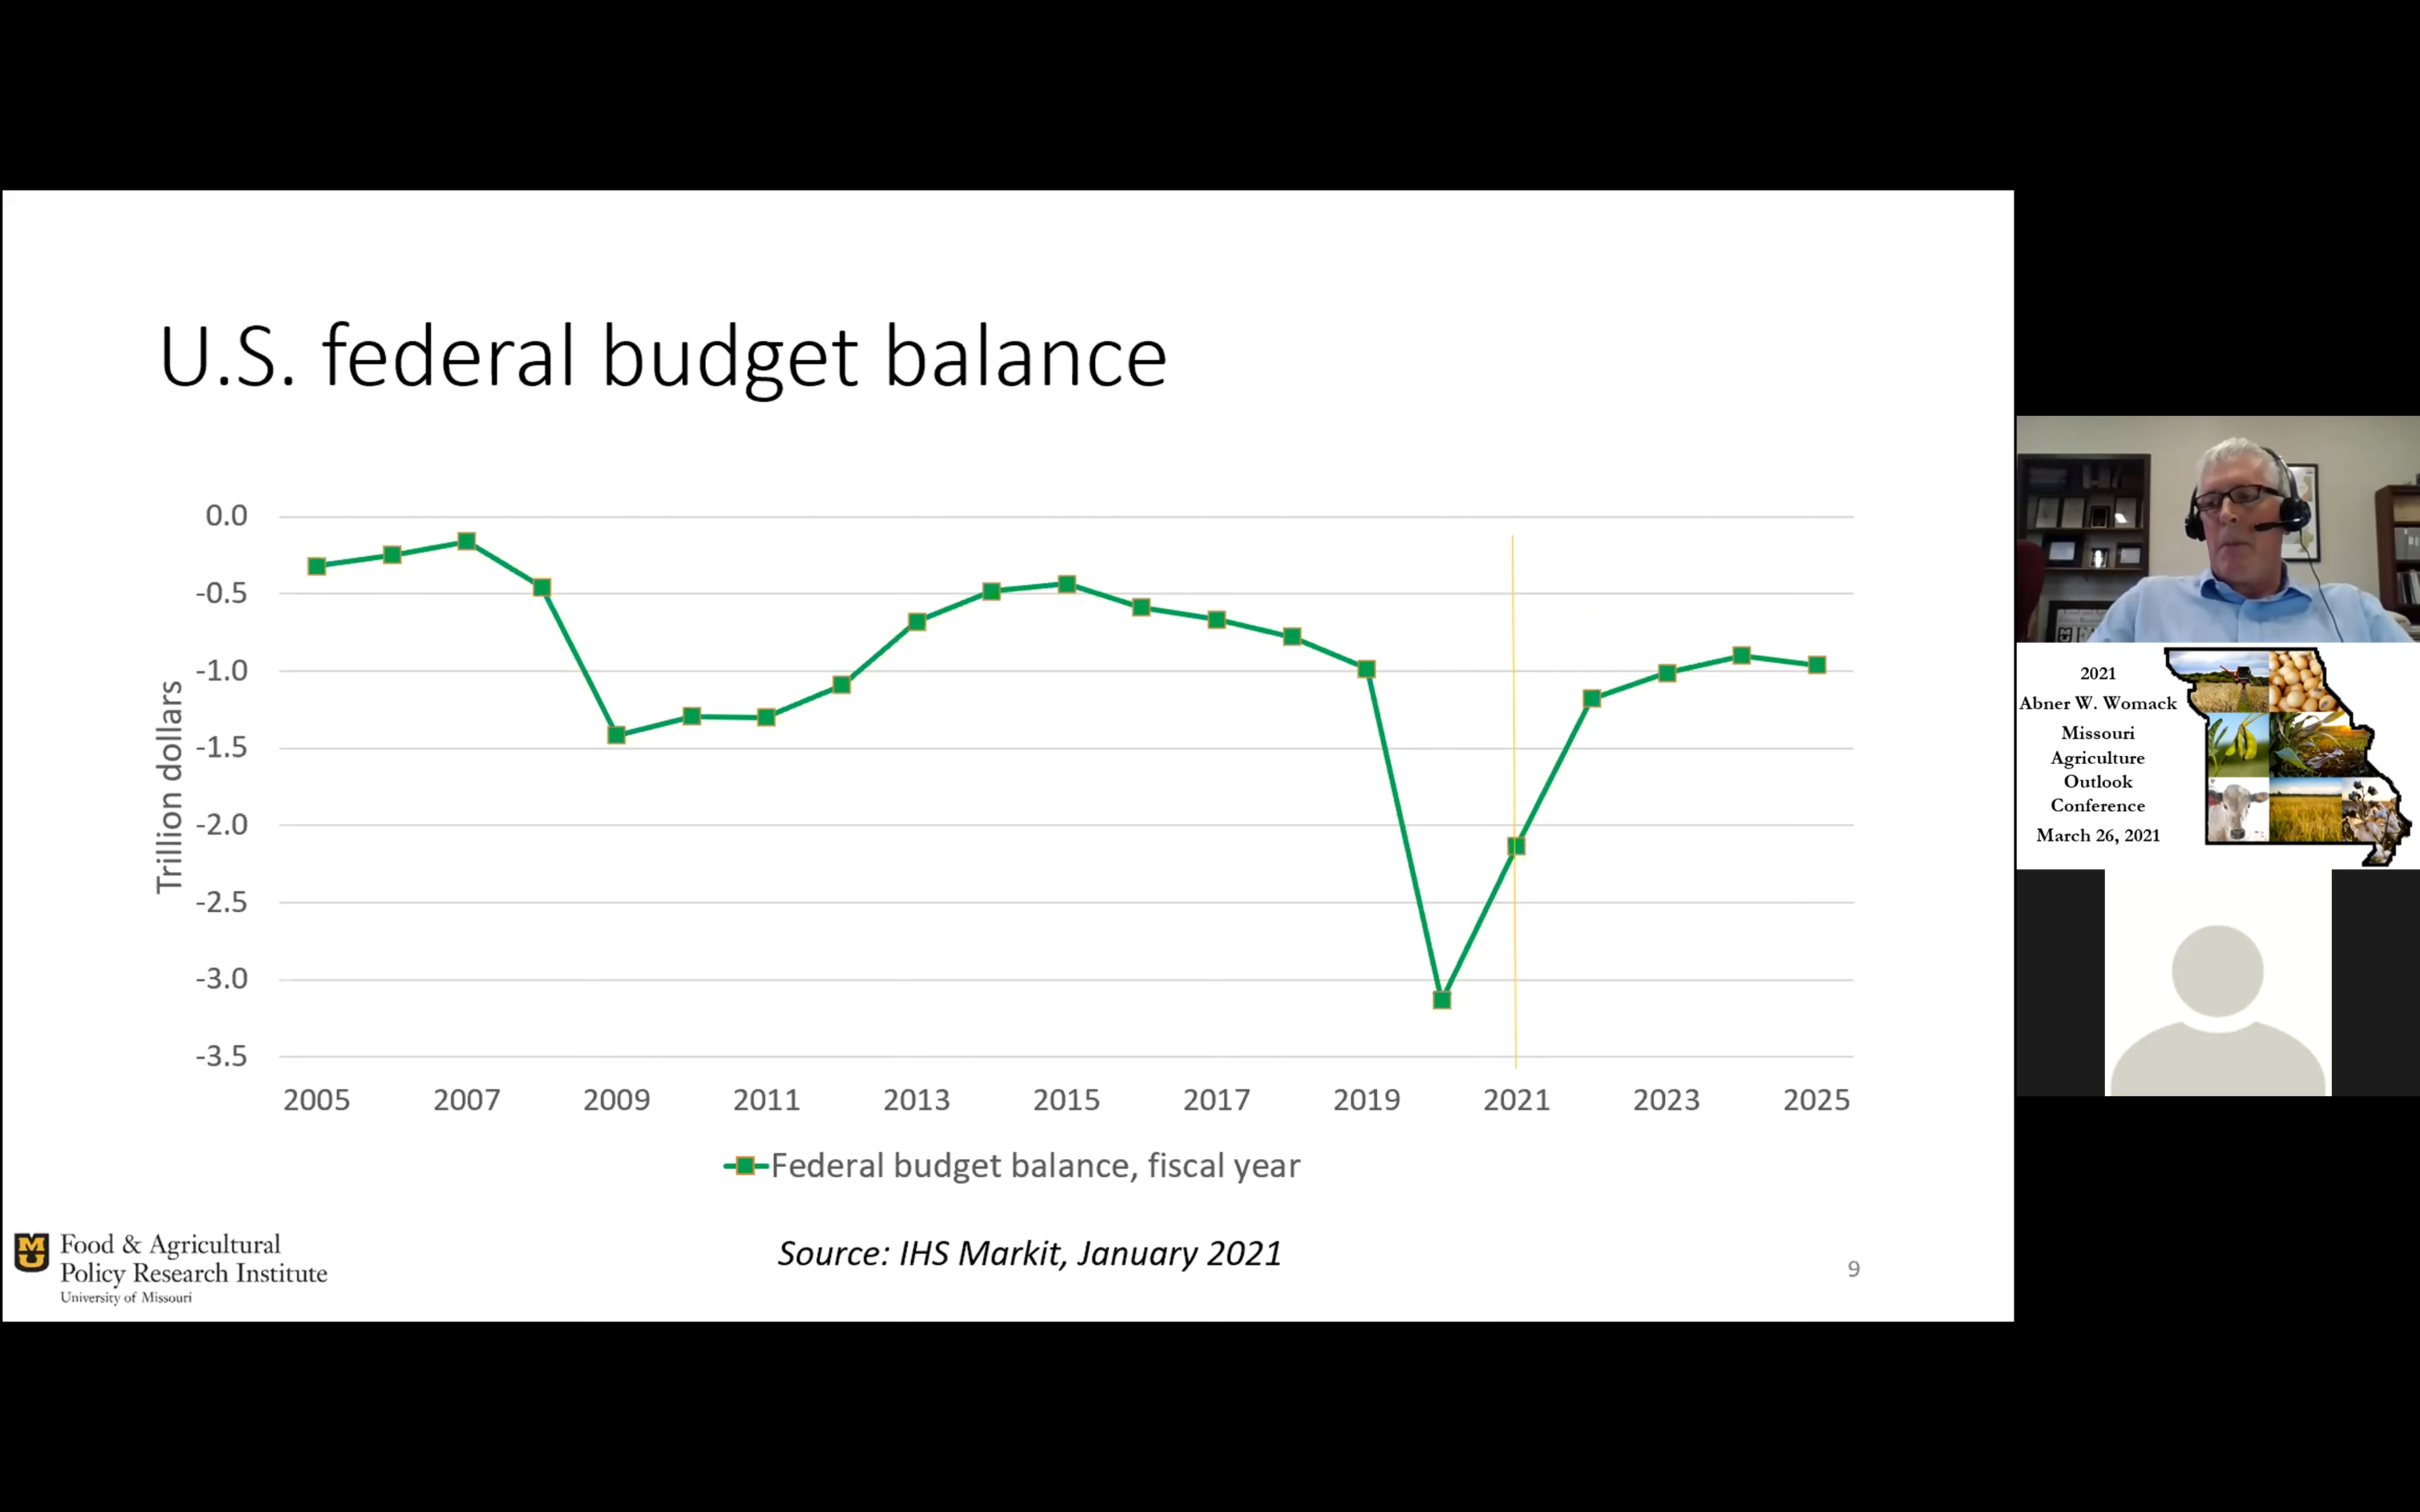 U.S. federal budget balance
0.0
-0.5
-1.0
-1.5
-2.0
-2.5
-3.0
-3.5
Trillion dollars
2005 2007 2009 2011 2013 2015 2017 2019 2021 2023 2025
Federal budget balance, fiscal year
Source: IHS Markit, January 2021
Food & Agricultural
Policy Research Institute
University of Missouri
9
2021
Abner W. Womack
Missouri
Agriculture
Outlook
Conference
March 26, 2021